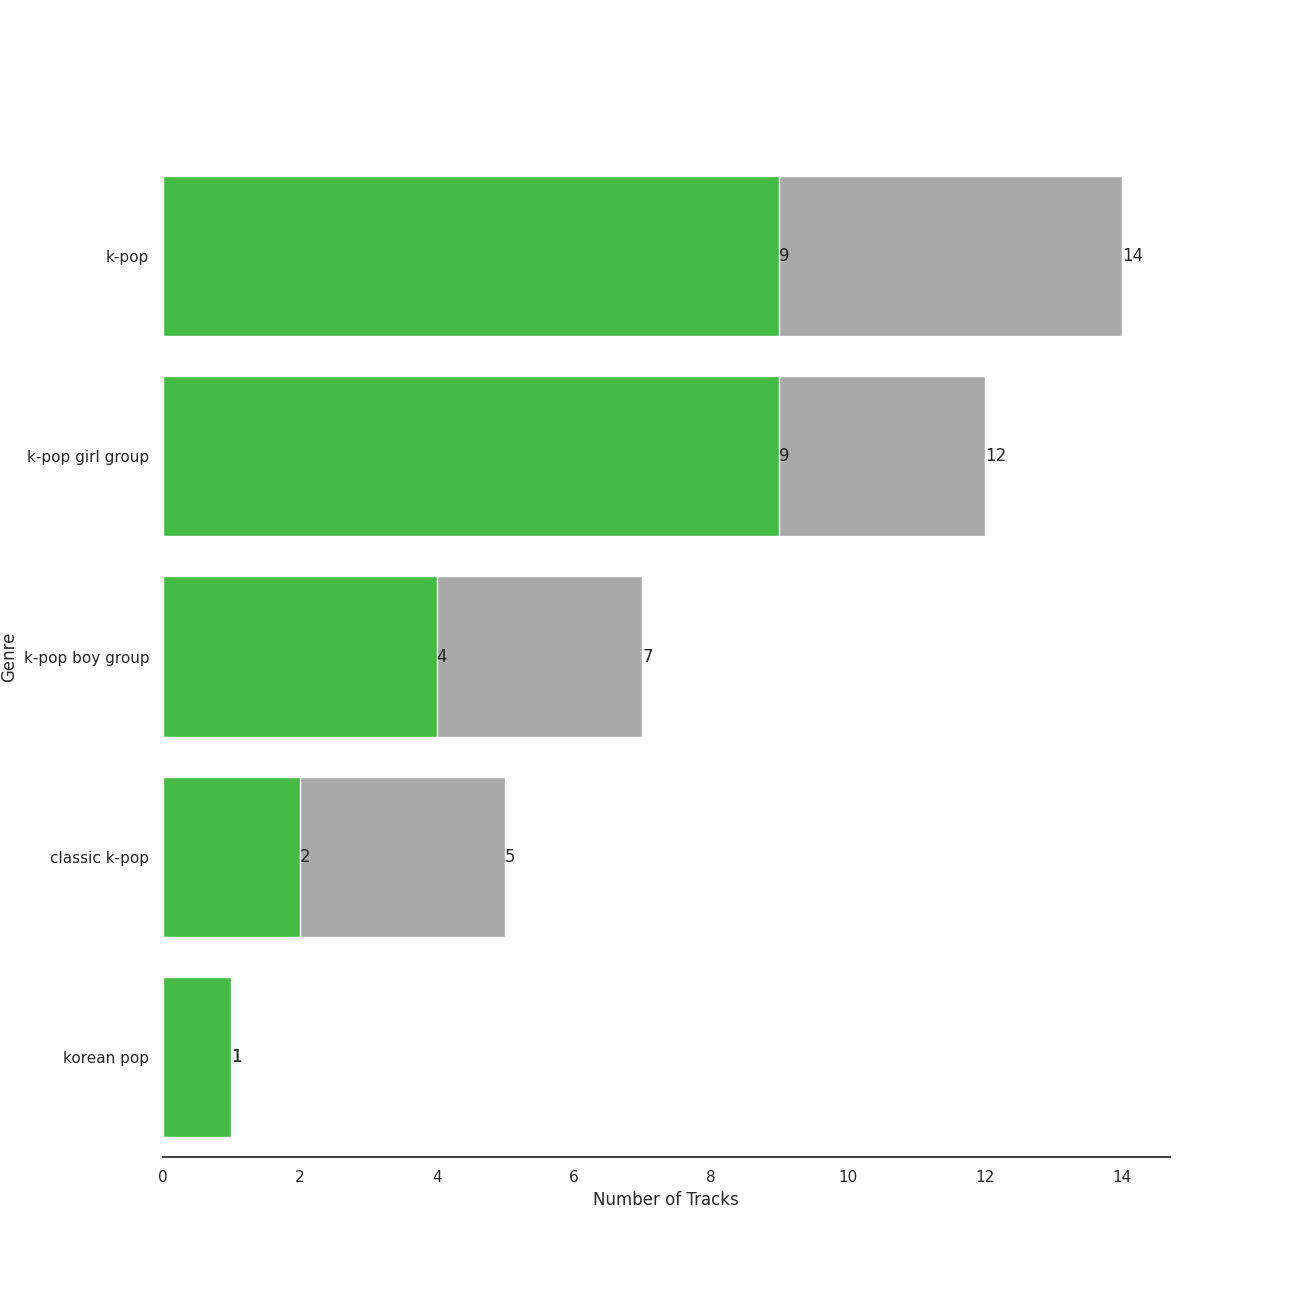 k-pop
9
14
k-pop girl group
9
12
Genre
k-pop boy group
4
7
classic k-pop
2
5
korean pop
1
0 2 4 6 8 10 12 14
Number of Tracks